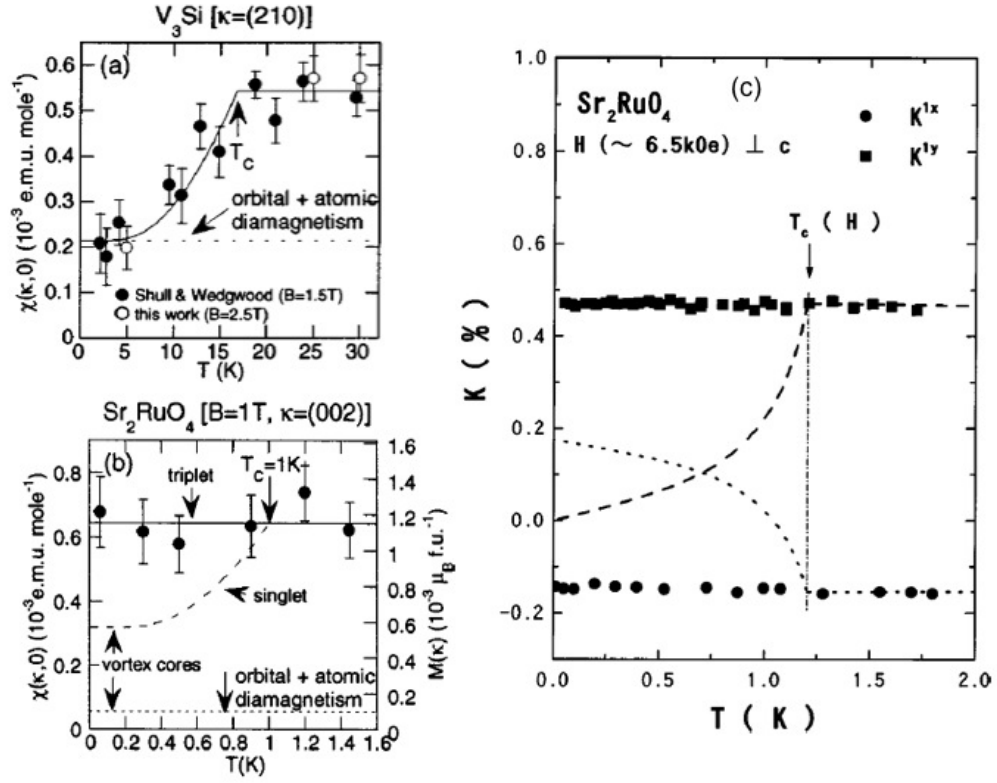 V₃Si [κ=(210)]
(a)
χ(κ,0) (10⁻³ e.m.u. mole⁻¹)
0.6
0.5
0.4
0.3
0.2
0.1
0
T_C
orbital + atomic
diamagnetism
Shull & Wedgwood (B=1.5T)
this work (B=2.5T)
0 5 10 15 20 25 30
T (K)
Sr₂RuO₄ [B=1T, κ=(002)]
(b)
χ(κ,0) (10⁻³e.m.u. mole⁻¹)
0.8
0.6
0.4
0.2
0
triplet
T_C=1K
singlet
vortex cores
orbital + atomic
diamagnetism
1.6
1.4
1.2
1.0
0.8
0.6
0.4
0.2
0
M(κ) (10⁻³ μ_B f.u.⁻¹)
0 0.2 0.4 0.6 0.8 1 1.2 1.4 1.6
T(K)
(c)
Sr₂RuO₄
H (∼ 6.5kOe) ⊥ c
K¹ˣ
K¹ʸ
T_c (H)
K (%)
1.0
0.8
0.6
0.4
0.2
0.0
-0.2
0.0 0.5 1.0 1.5 2.0
T (K)